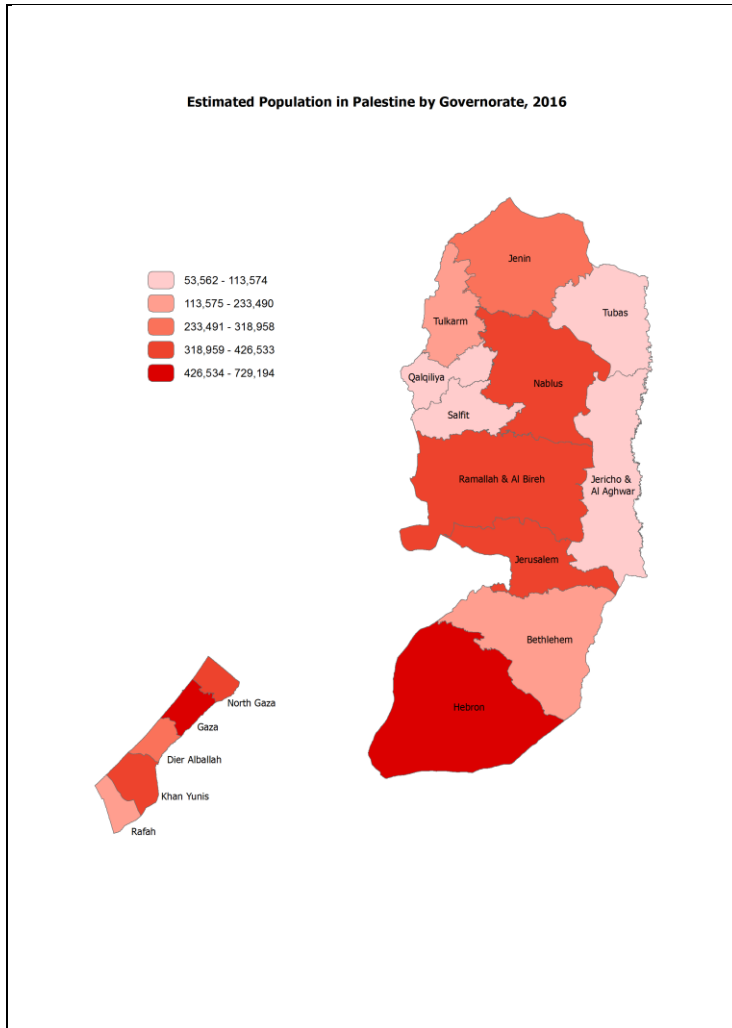 Estimated Population in Palestine by Governorate, 2016
53,562 - 113,574
113,575 - 233,490
233,491 - 318,958
318,959 - 426,533
426,534 - 729,194
Jenin
Tubas
Tulkarm
Qalqiliya
Nablus
Salfit
Ramallah & Al Bireh
Jericho &
Al Aghwar
Jerusalem
Bethlehem
Hebron
North Gaza
Gaza
Dier Alballah
Khan Yunis
Rafah